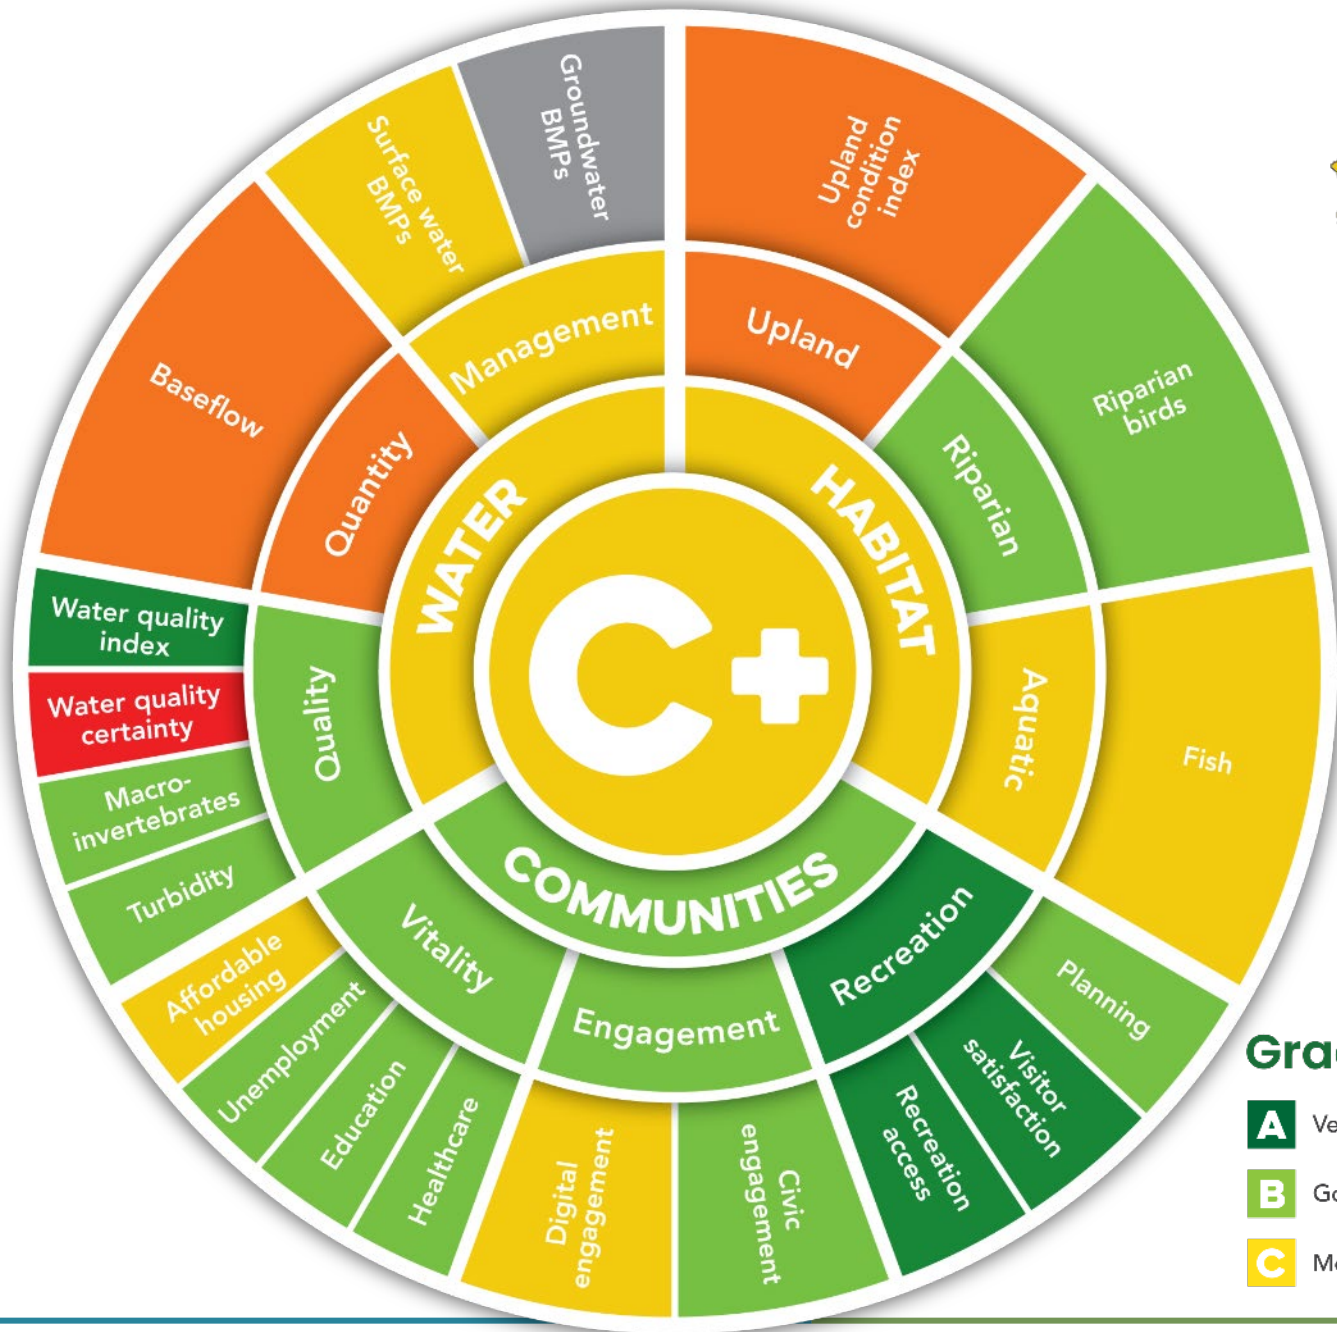 Groundwater
BMPs
Surface water
BMPs
Upland
condition
index
Riparian
birds
Baseflow
Management
Upland
Quantity
Riparian
WATER
HABITAT
C+
Water quality
index
Water quality
certainty
Macro-
invertebrates
Turbidity
Quality
Aquatic
Fish
COMMUNITIES
Vitality
Engagement
Recreation
Affordable
housing
Unemployment
Education
Healthcare
Digital
engagement
Civic
engagement
Recreation
access
Visitor
satisfaction
Planning
A
B
C